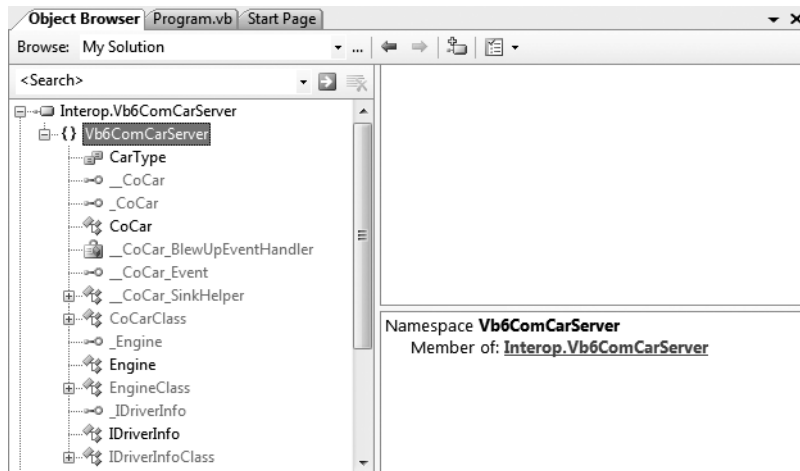 Object Browser Program.vb Start Page
Browse: My Solution ...
<Search>
Interop.Vb6ComCarServer
{} Vb6ComCarServer
CarType
__CoCar
_CoCar
CoCar
__CoCar_BlewUpEventHandler
__CoCar_Event
__CoCar_SinkHelper
CoCarClass
_Engine
Engine
EngineClass
_IDriverInfo
IDriverInfo
IDriverInfoClass
Namespace Vb6ComCarServer
Member of: Interop.Vb6ComCarServer